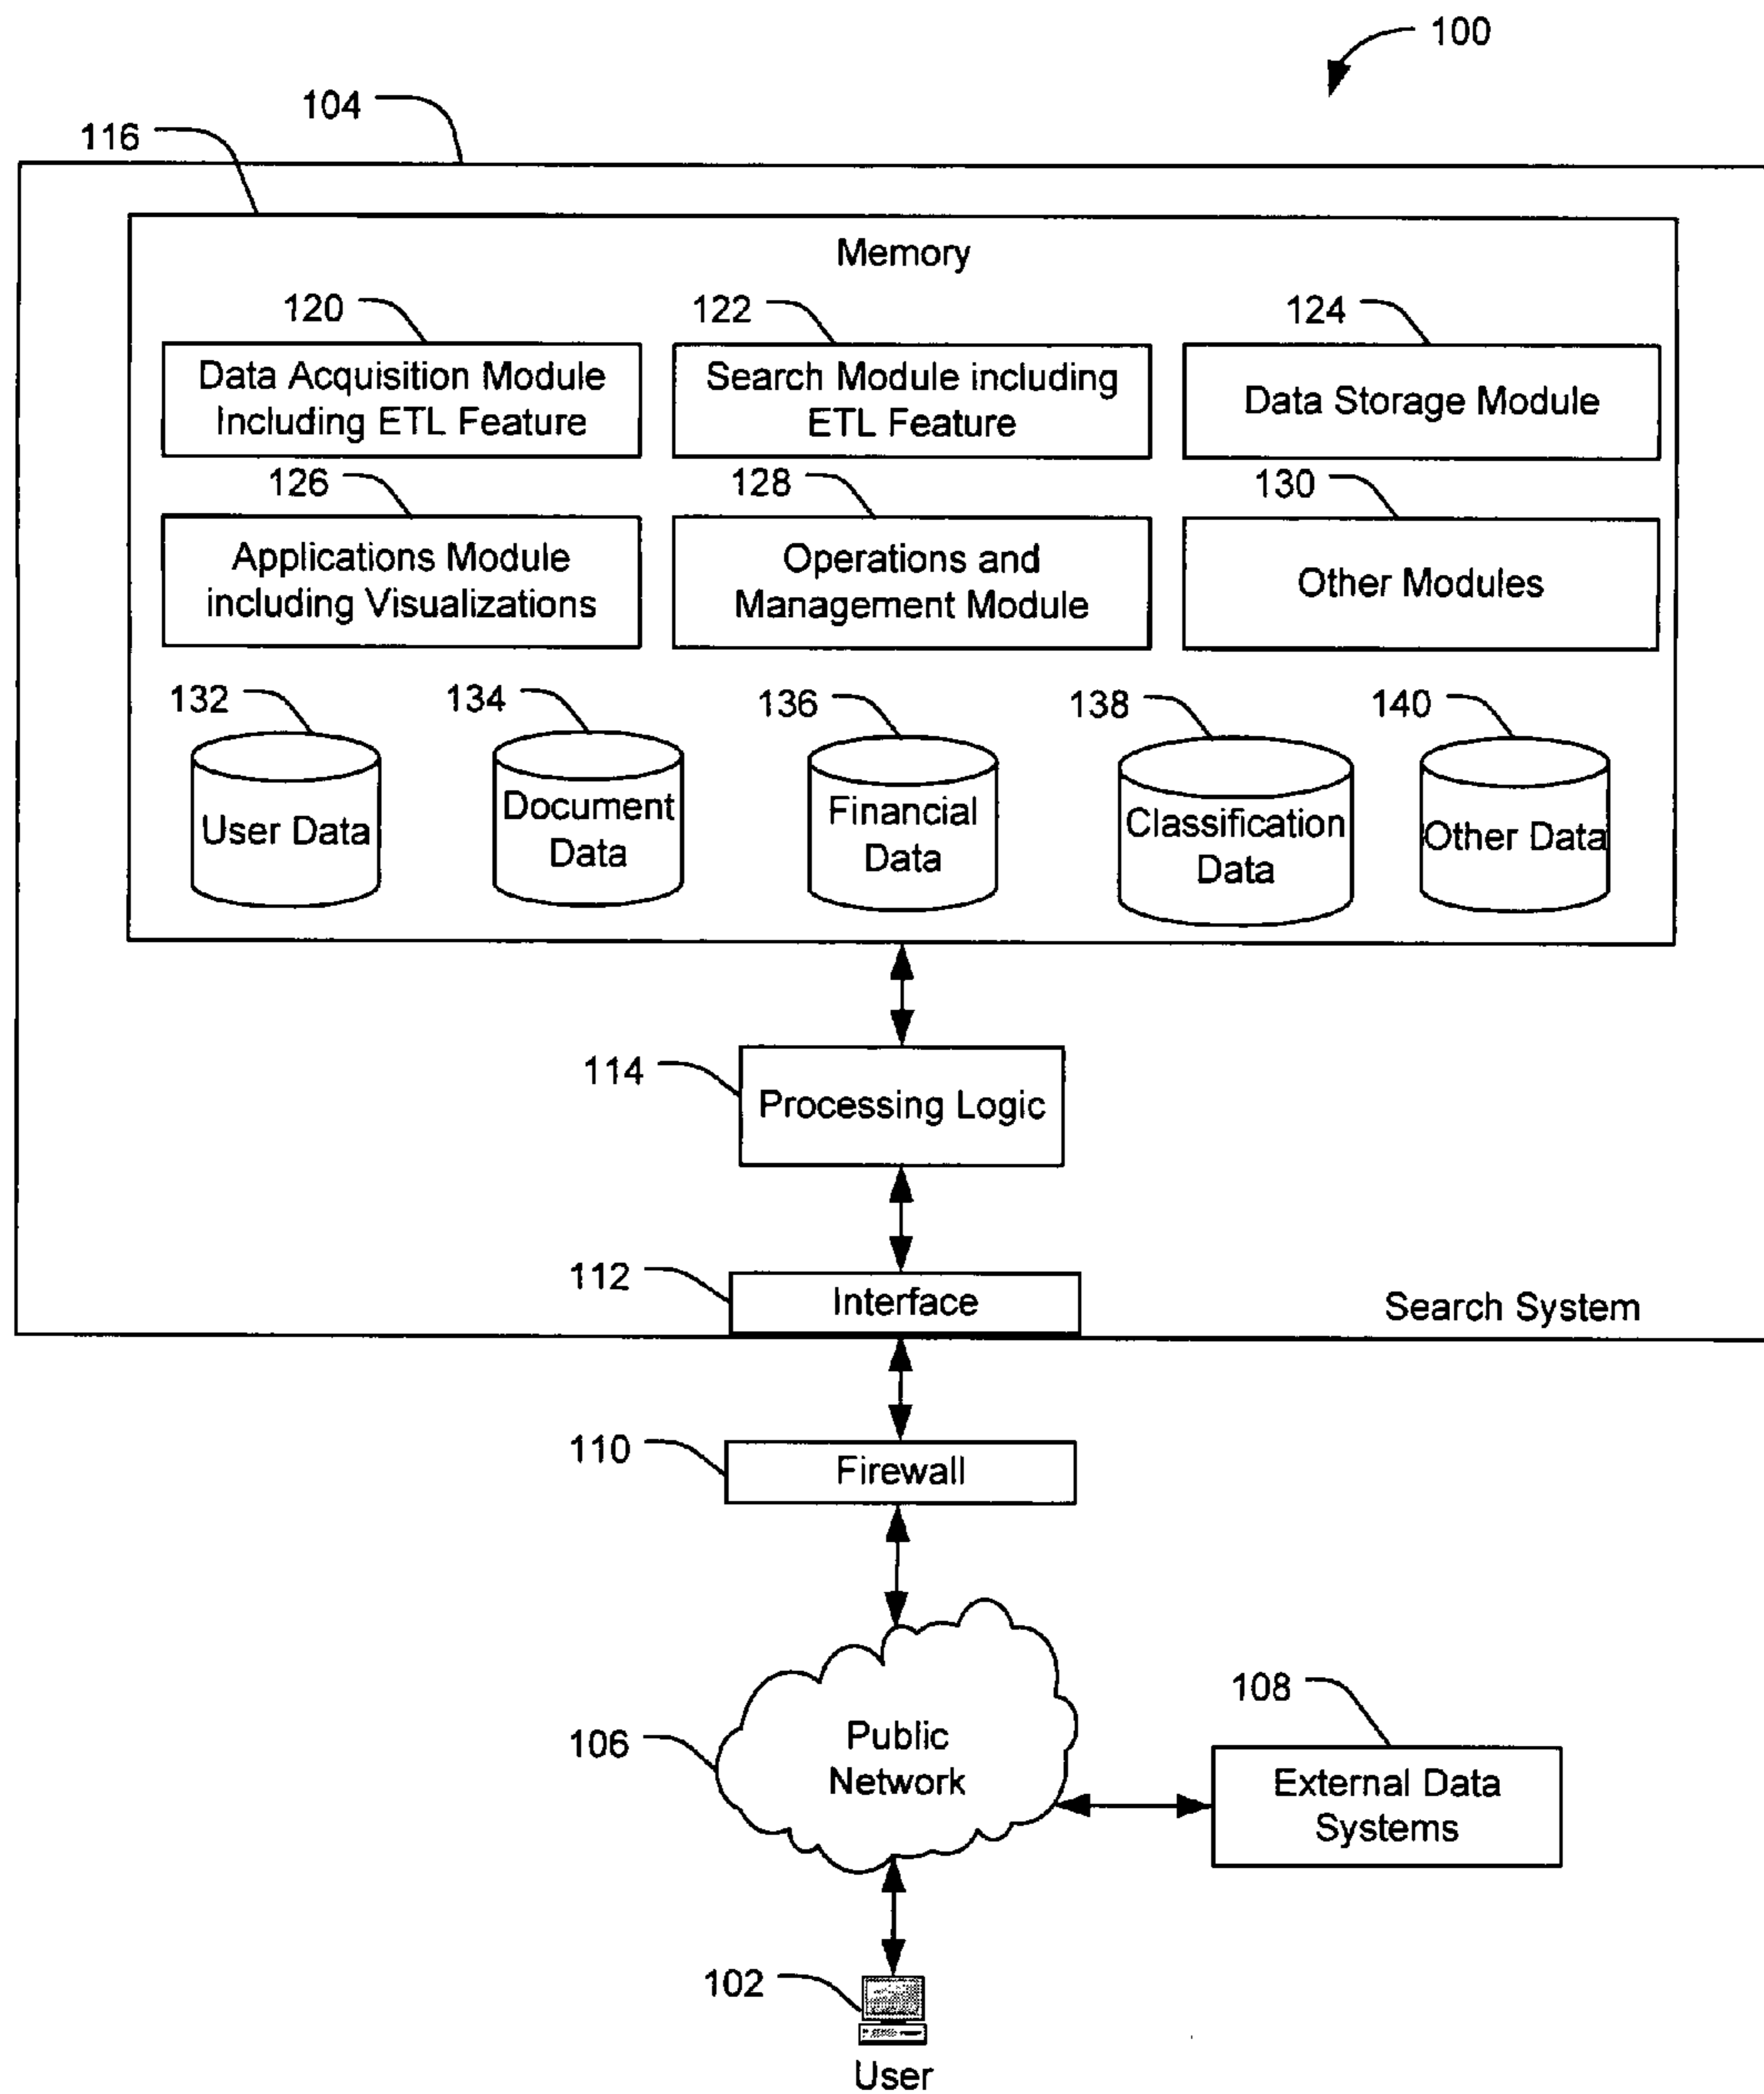 100
104
116
Memory
120
122
124
Data Acquisition Module
Including ETL Feature
Search Module including
ETL Feature
Data Storage Module
126
128
130
Applications Module
including Visualizations
Operations and
Management Module
Other Modules
132
134
136
138
140
User Data
Document
Data
Financial
Data
Classification
Data
Other Data
114
Processing Logic
112
Interface
Search System
110
Firewall
106
Public
Network
108
External Data
Systems
102
User